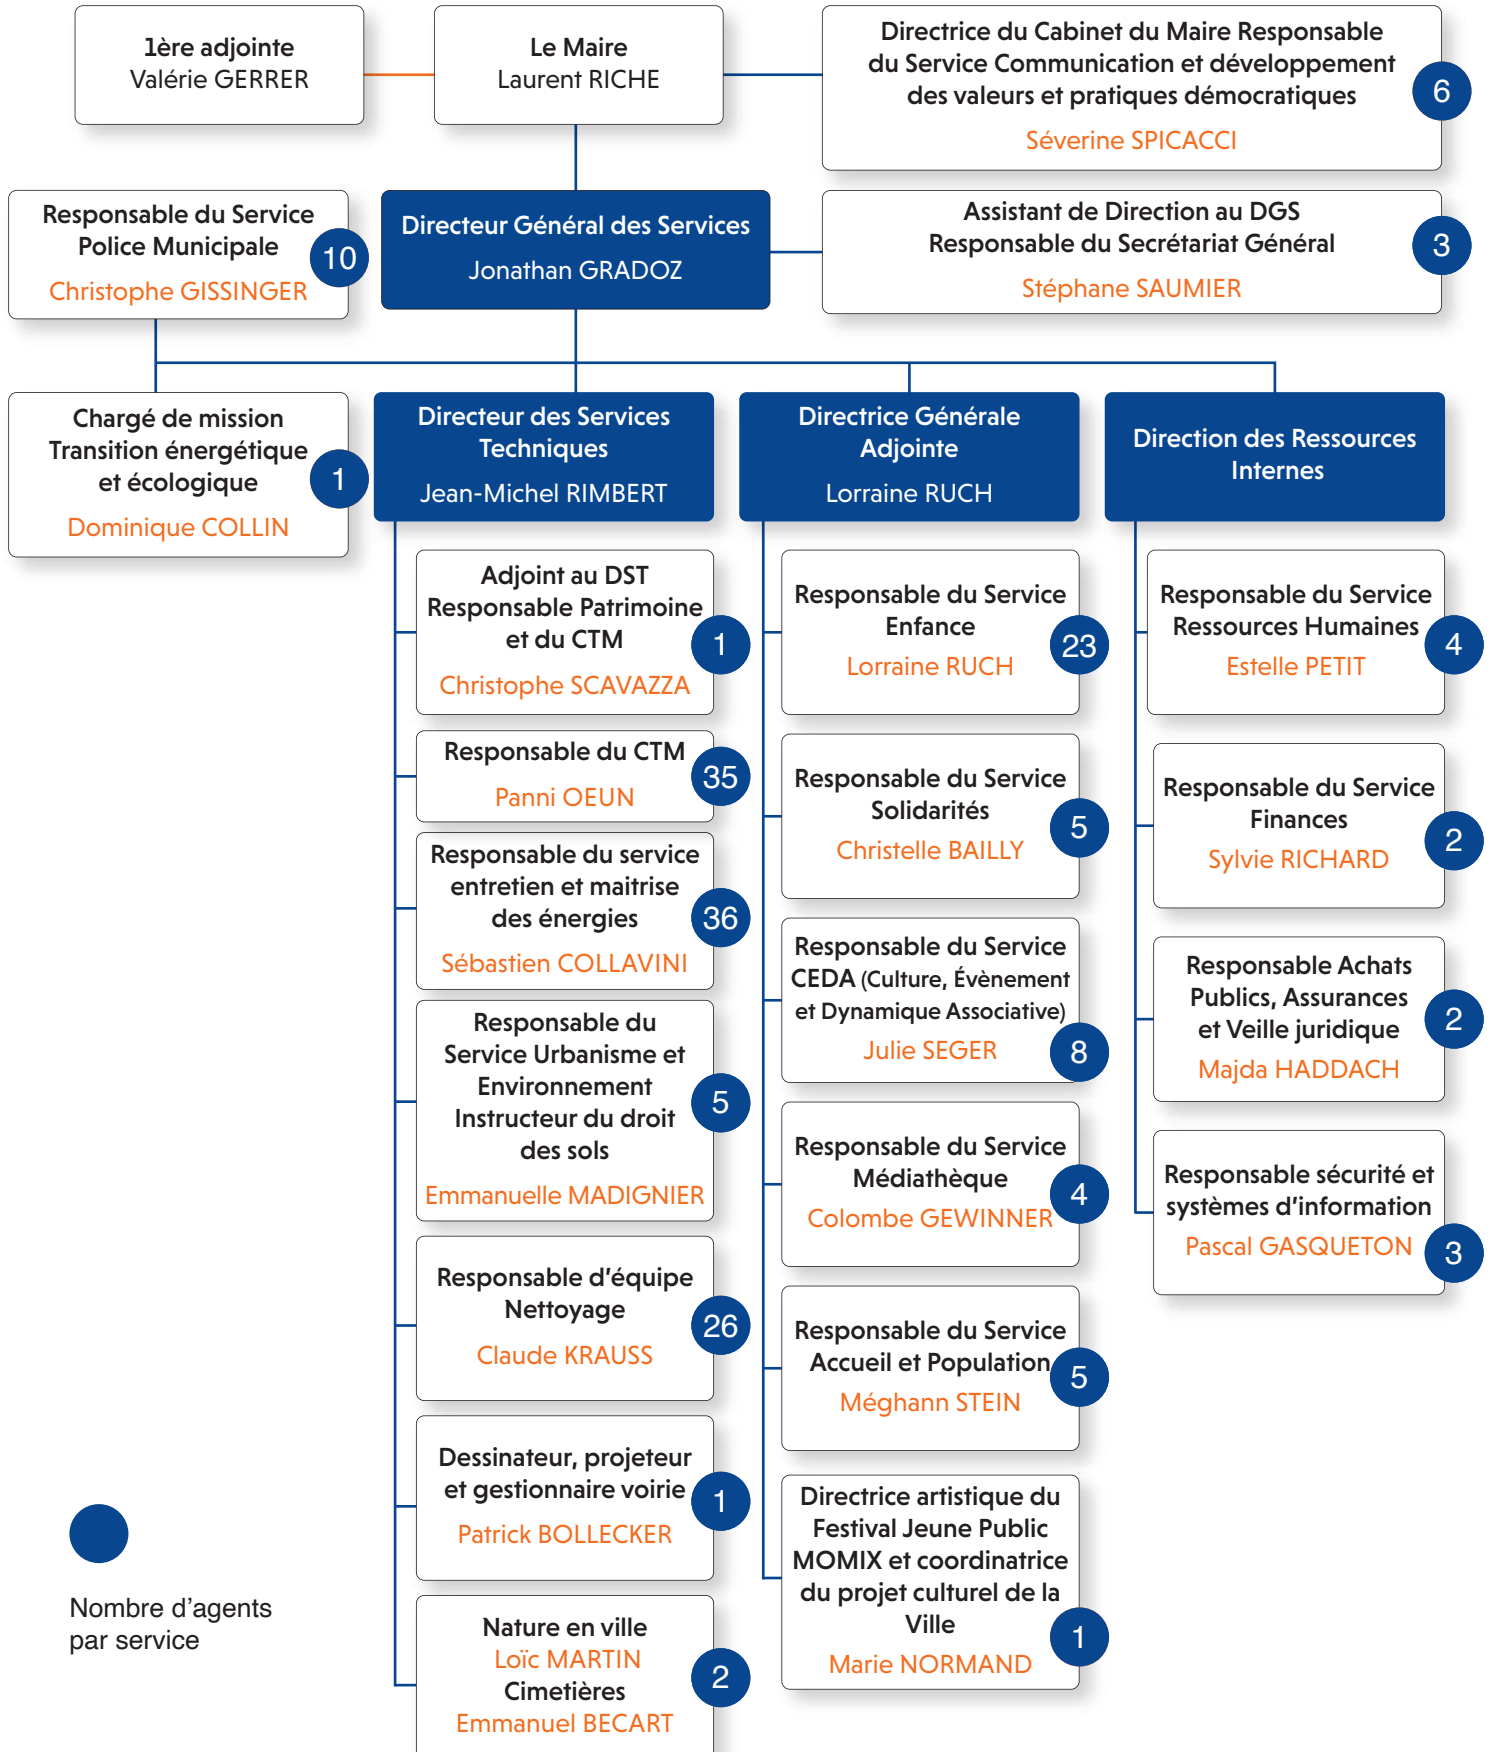 1ère adjointe
Valérie GERRER
Le Maire
Laurent RICHE
Directrice du Cabinet du Maire Responsable
du Service Communication et développement
des valeurs et pratiques démocratiques
Séverine SPICACCI
6
Responsable du Service
Police Municipale
Christophe GISSINGER
10
Directeur Général des Services
Jonathan GRADOZ
Assistant de Direction au DGS
Responsable du Secrétariat Général
Stéphane SAUMIER
3
Chargé de mission
Transition énergétique
et écologique
Dominique COLLIN
1
Directeur des Services
Techniques
Jean-Michel RIMBERT
Adjoint au DST
Responsable Patrimoine
et du CTM
Christophe SCAVAZZA
1
Responsable du CTM
Panni OEUN
35
Responsable du service
entretien et maitrise
des énergies
Sébastien COLLAVINI
36
Responsable du
Service Urbanisme et
Environnement
Instructeur du droit
des sols
Emmanuelle MADIGNIER
5
Responsable d'équipe
Nettoyage
Claude KRAUSS
26
Dessinateur, projeteur
et gestionnaire voirie
Patrick BOLLECKER
1
Nature en ville
Loïc MARTIN
Cimetières
Emmanuel BECART
2
Directrice Générale
Adjointe
Lorraine RUCH
Responsable du Service
Enfance
Lorraine RUCH
23
Responsable du Service
Solidarités
Christelle BAILLY
5
Responsable du Service
CEDA (Culture, Évènement
et Dynamique Associative)
Julie SEGER
8
Responsable du Service
Médiathèque
Colombe GEWINNER
4
Responsable du Service
Accueil et Population
Méghann STEIN
5
Directrice artistique du
Festival Jeune Public
MOMIX et coordinatrice
du projet culturel de la
Ville
Marie NORMAND
1
Direction des Ressources
Internes
Responsable du Service
Ressources Humaines
Estelle PETIT
4
Responsable du Service
Finances
Sylvie RICHARD
2
Responsable Achats
Publics, Assurances
et Veille juridique
Majda HADDACH
2
Responsable sécurité et
systèmes d'information
Pascal GASQUETON
3
Nombre d'agents
par service